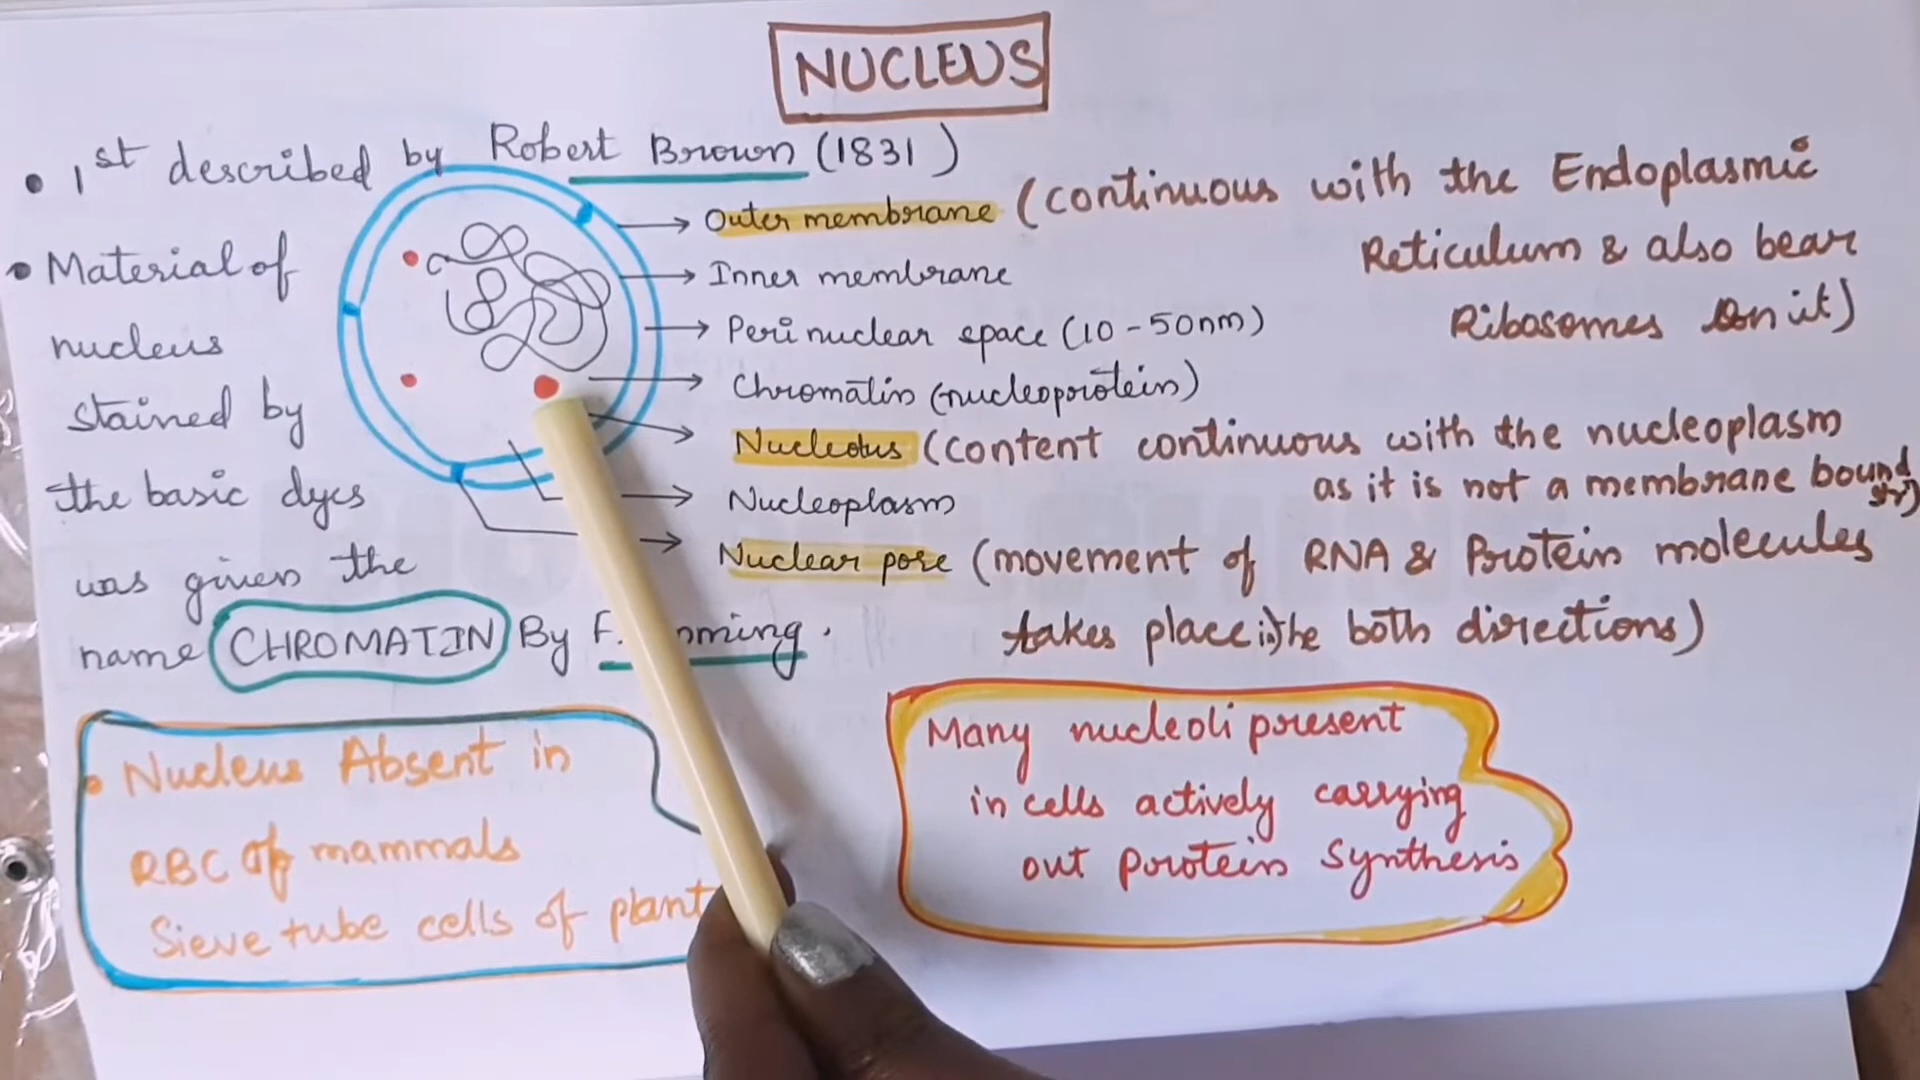 NUCLEUS
• 1st described by Robert Brown (1831)
• Material of
nucleus
stained by
the basic dyes
was given the
name CHROMATIN By F.
→ Outer membrane (continuous with the Endoplasmic
Reticulum & also bear
Ribosomes on it)
→ Inner membrane
→ Perinuclear space (10-50nm)
→ Chromatin (nucleoprotein)
→ Nucleolus (content continuous with the nucleoplasm
as it is not a membrane bound
str)
→ Nucleoplasm
→ Nuclear pore (movement of RNA & Protein molecules
takes place in the both directions)
• Nucleus Absent in
RBC of mammals
Sieve tube cells of plant
Many nucleoli present
in cells actively carrying
out protein synthesis